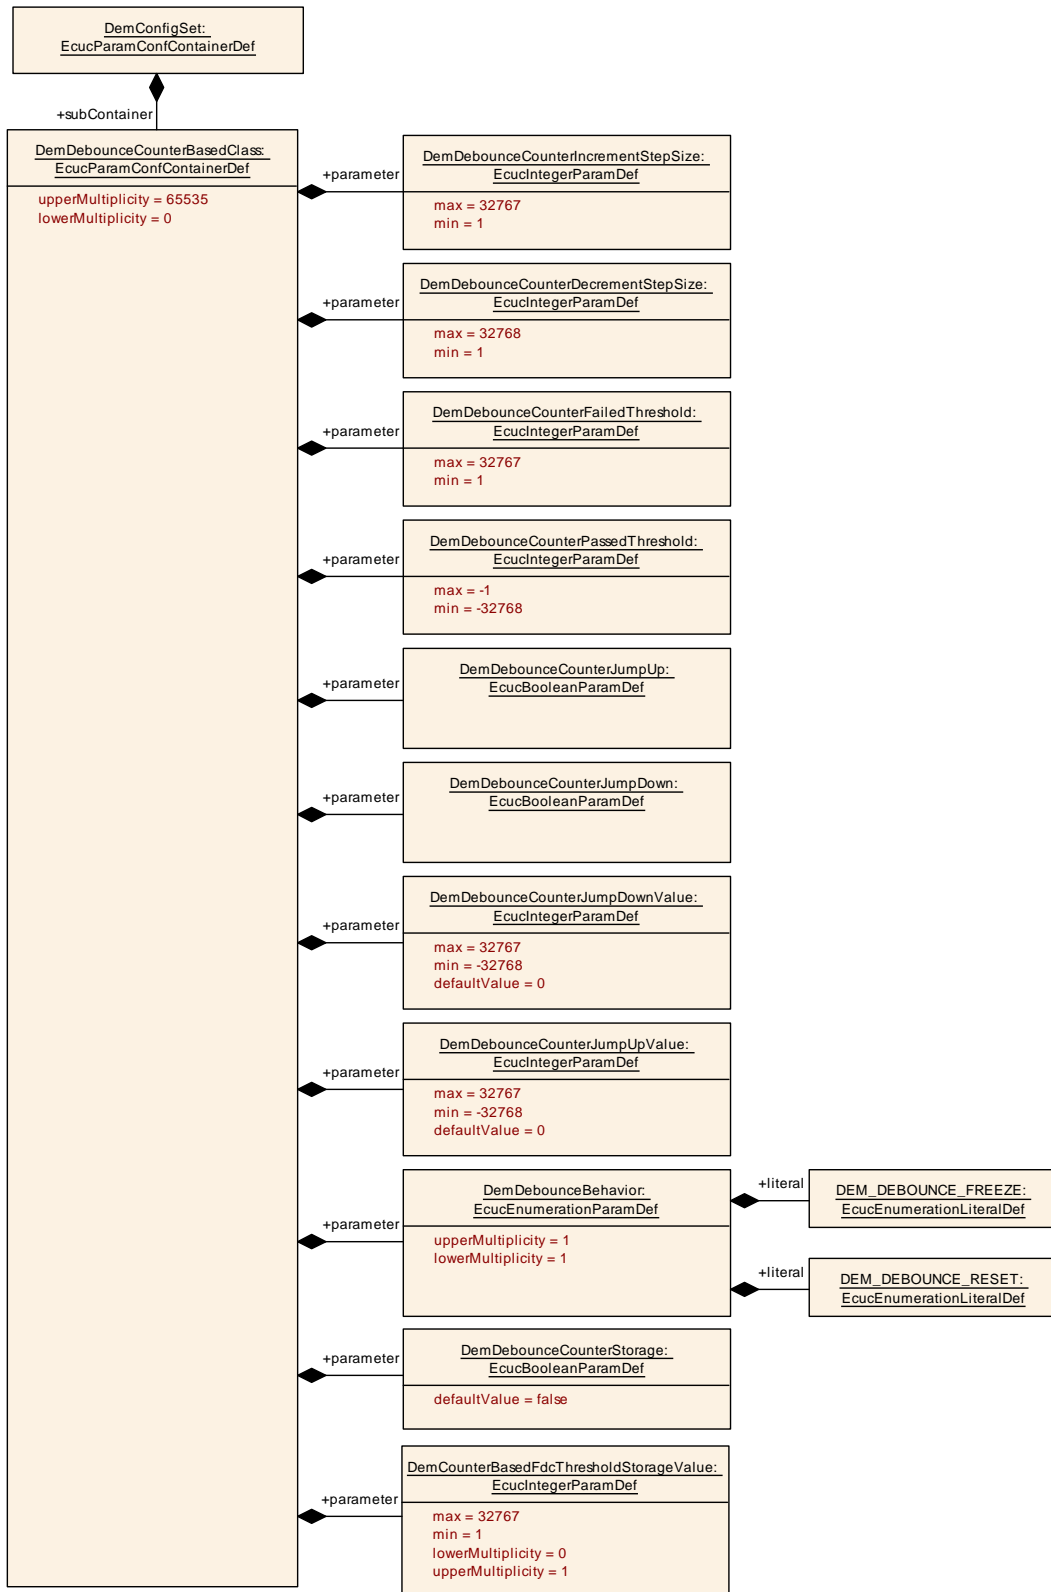 DemConfigSet:
EcucParamConfContainerDef
+subContainer
DemDebounceCounterBasedClass:
EcucParamConfContainerDef
upperMultiplicity = 65535
lowerMultiplicity = 0
+parameter
DemDebounceCounterIncrementStepSize:
EcucIntegerParamDef
max = 32767
min = 1
+parameter
DemDebounceCounterDecrementStepSize:
EcucIntegerParamDef
max = 32768
min = 1
+parameter
DemDebounceCounterFailedThreshold:
EcucIntegerParamDef
max = 32767
min = 1
+parameter
DemDebounceCounterPassedThreshold:
EcucIntegerParamDef
max = -1
min = -32768
+parameter
DemDebounceCounterJumpUp:
EcucBooleanParamDef
+parameter
DemDebounceCounterJumpDown:
EcucBooleanParamDef
+parameter
DemDebounceCounterJumpDownValue:
EcucIntegerParamDef
max = 32767
min = -32768
defaultValue = 0
+parameter
DemDebounceCounterJumpUpValue:
EcucIntegerParamDef
max = 32767
min = -32768
defaultValue = 0
+parameter
DemDebounceBehavior:
EcucEnumerationParamDef
upperMultiplicity = 1
lowerMultiplicity = 1
+literal
DEM_DEBOUNCE_FREEZE:
EcucEnumerationLiteralDef
+literal
DEM_DEBOUNCE_RESET:
EcucEnumerationLiteralDef
+parameter
DemDebounceCounterStorage:
EcucBooleanParamDef
defaultValue = false
+parameter
DemCounterBasedFdcThresholdStorageValue:
EcucIntegerParamDef
max = 32767
min = 1
lowerMultiplicity = 0
upperMultiplicity = 1